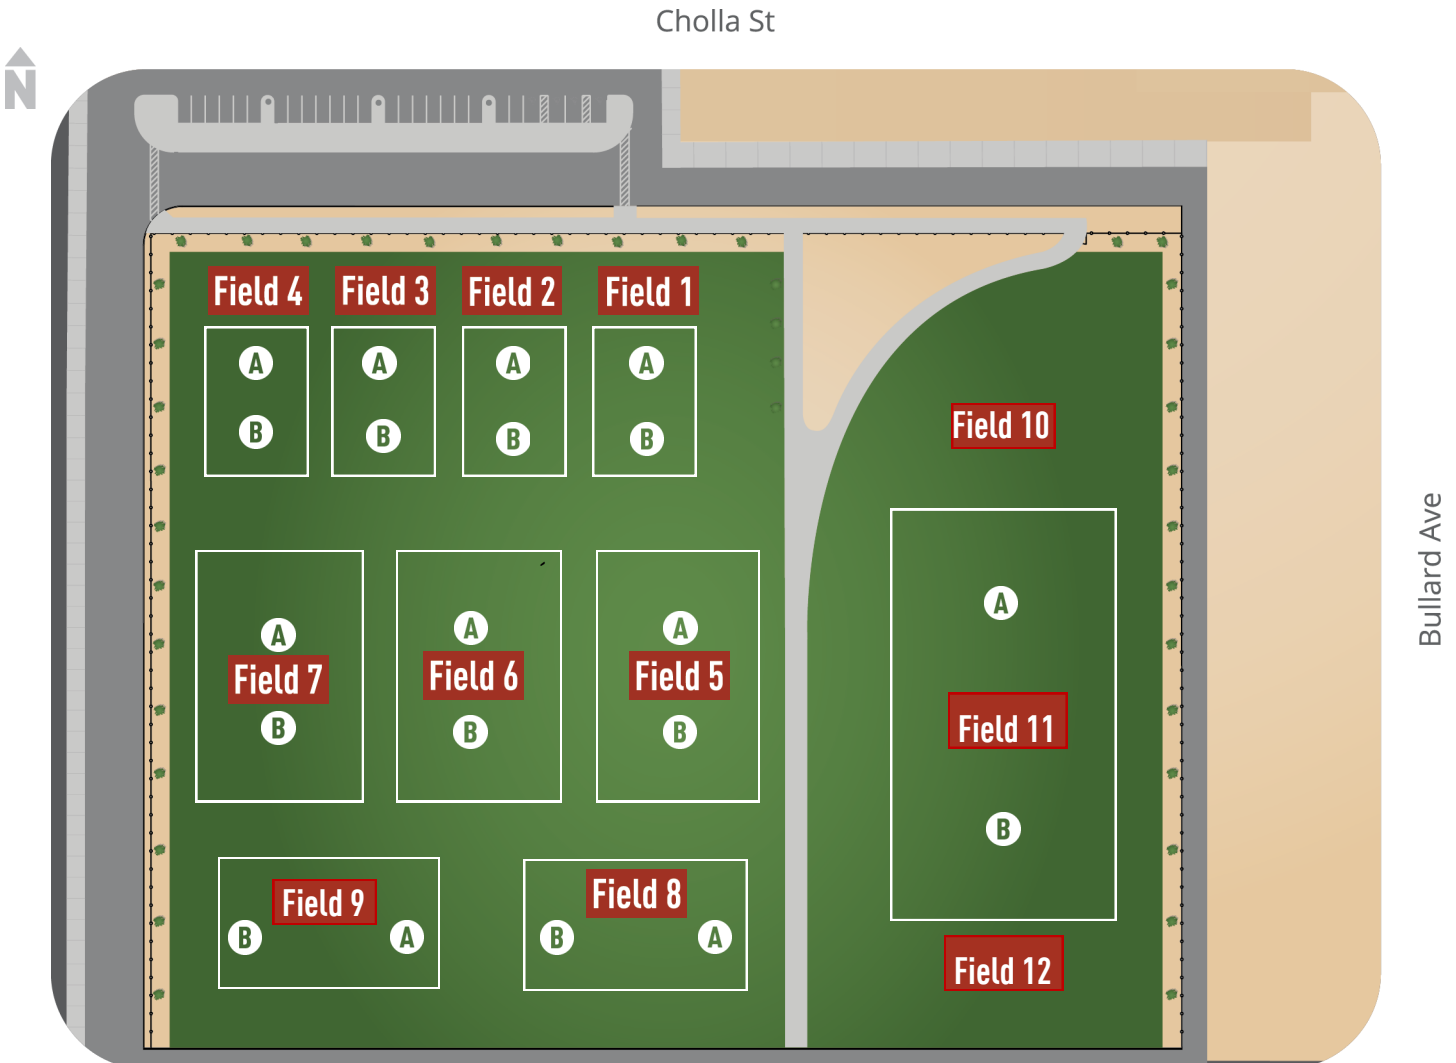 Cholla St
N
Field 4
Field 3
Field 2
Field 1
A
A
A
A
B
B
B
B
Field 10
Bullard Ave
A
A
A
A
Field 7
Field 6
Field 5
B
B
B
Field 11
B
Field 9
Field 8
B
A
B
A
Field 12